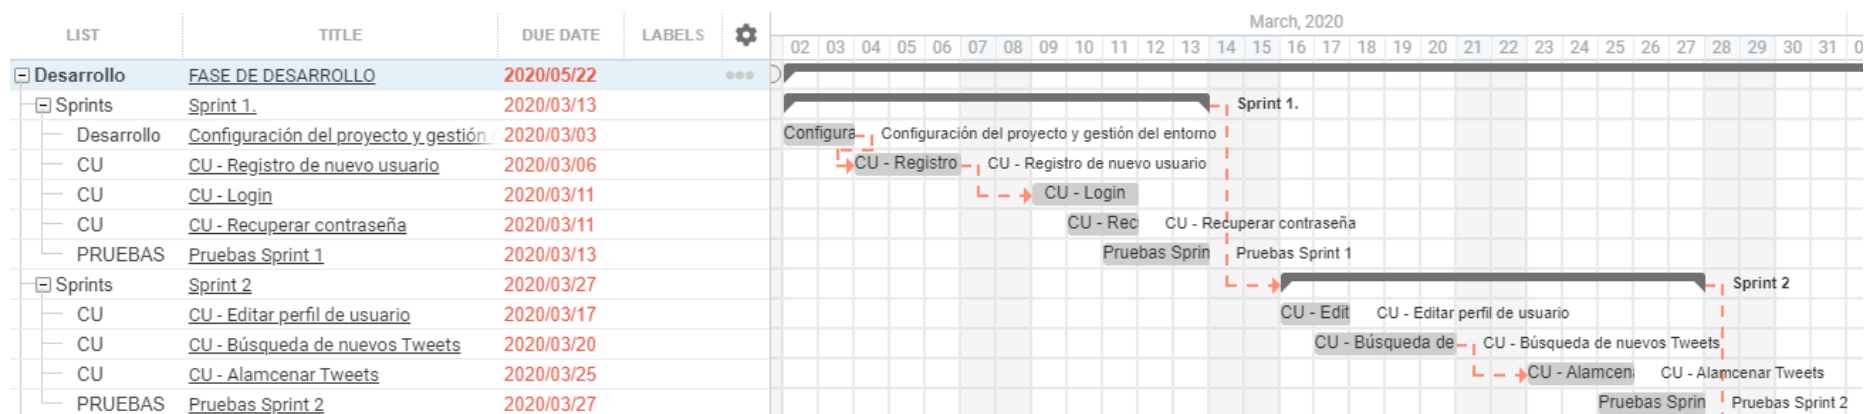 March, 2020
LIST TITLE DUE DATE LABELS
02 03 04 05 06 07 08 09 10 11 12 13 14 15 16 17 18 19 20 21 22 23 24 25 26 27 28 29 30 31 0
Desarrollo FASE DE DESARROLLO 2020/05/22
Sprints Sprint 1. 2020/03/13 Sprint 1.
Desarrollo Configuración del proyecto y gestión 2020/03/03 Configura Configuración del proyecto y gestión del entorno
CU CU - Registro de nuevo usuario 2020/03/06 CU - Registro CU - Registro de nuevo usuario
CU CU - Login 2020/03/11 CU - Login
CU CU - Recuperar contraseña 2020/03/11 CU - Rec CU - Recuperar contraseña
PRUEBAS Pruebas Sprint 1 2020/03/13 Pruebas Sprin Pruebas Sprint 1
Sprints Sprint 2 2020/03/27 Sprint 2
CU CU - Editar perfil de usuario 2020/03/17 CU - Edit CU - Editar perfil de usuario
CU CU - Búsqueda de nuevos Tweets 2020/03/20 CU - Búsqueda de CU - Búsqueda de nuevos Tweets
CU CU - Alamcenar Tweets 2020/03/25 CU - Alamcena CU - Alamcenar Tweets
PRUEBAS Pruebas Sprint 2 2020/03/27 Pruebas Sprin Pruebas Sprint 2